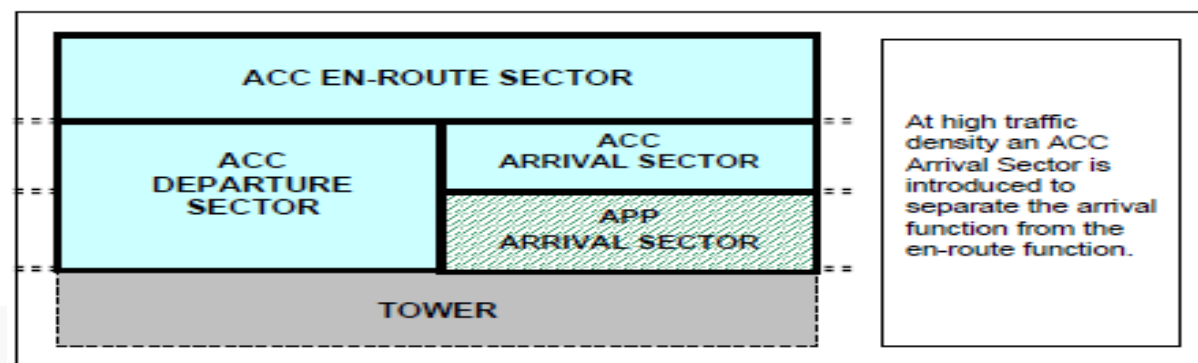 ACC EN-ROUTE SECTOR
ACC
DEPARTURE
SECTOR
ACC
ARRIVAL SECTOR
APP
ARRIVAL SECTOR
TOWER
At high traffic
density an ACC
Arrival Sector is
introduced to
separate the arrival
function from the
en-route function.